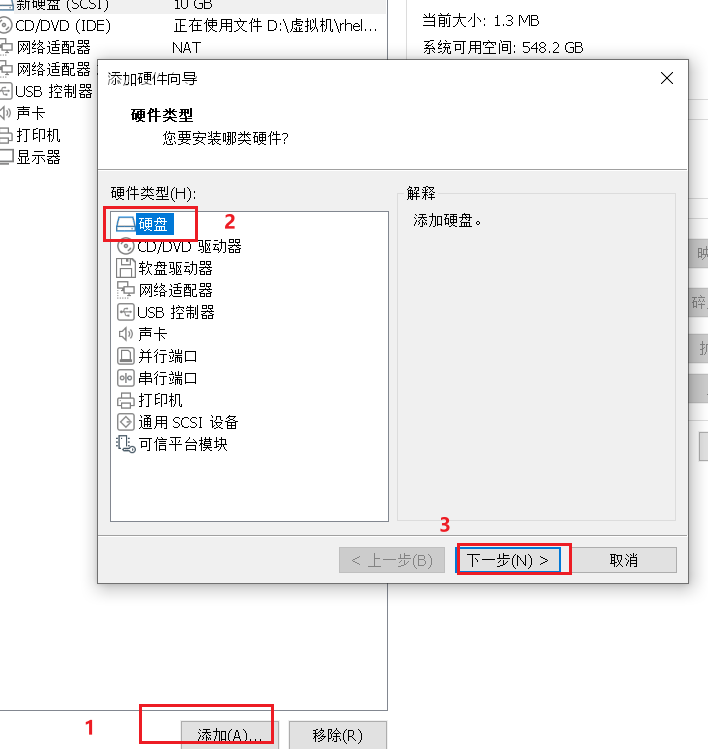 新硬盘 (SCSI) 10 GB
CD/DVD (IDE) 正在使用文件 D:\虚拟机\rhel...
网络适配器 NAT
网络适配器
USB 控制器
声卡
打印机
显示器
当前大小: 1.3 MB
系统可用空间: 548.2 GB
添加硬件向导
硬件类型
您要安装哪类硬件?
硬件类型(H):
硬盘 2
CD/DVD 驱动器
软盘驱动器
网络适配器
USB 控制器
声卡
并行端口
串行端口
打印机
通用 SCSI 设备
可信平台模块
解释
添加硬盘。
映
碎
扩
3
< 上一步(B) 下一步(N) > 取消
1 添加(A)... 移除(R)